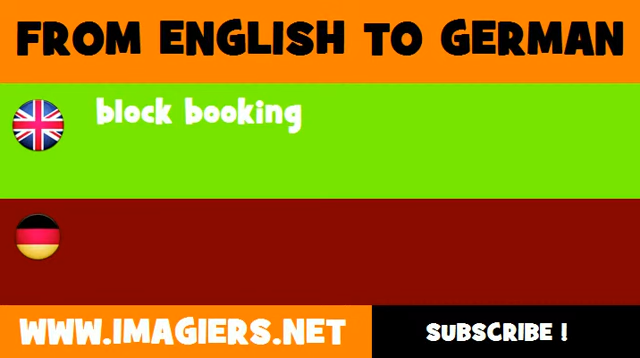 FROM ENGLISH TO GERMAN
block booking
WWW.IMAGIERS.NET
SUBSCRIBE !